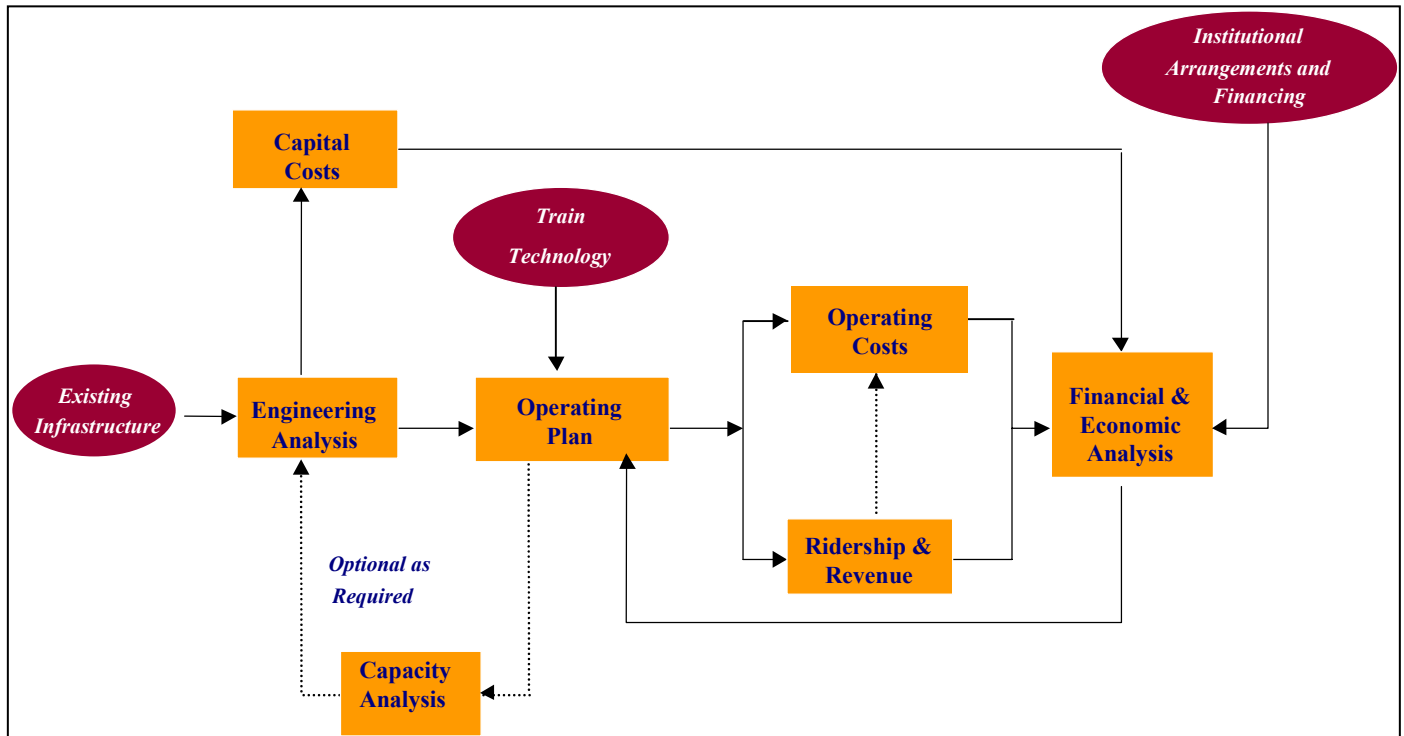 Institutional
Arrangements and
Financing
Capital
Costs
Train
Technology
Operating
Costs
Existing
Infrastructure
Engineering
Analysis
Operating
Plan
Financial &
Economic
Analysis
Ridership &
Revenue
Optional as
Required
Capacity
Analysis